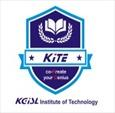 KiTE
co-create
your Genius
KGiSL Institute of Technology